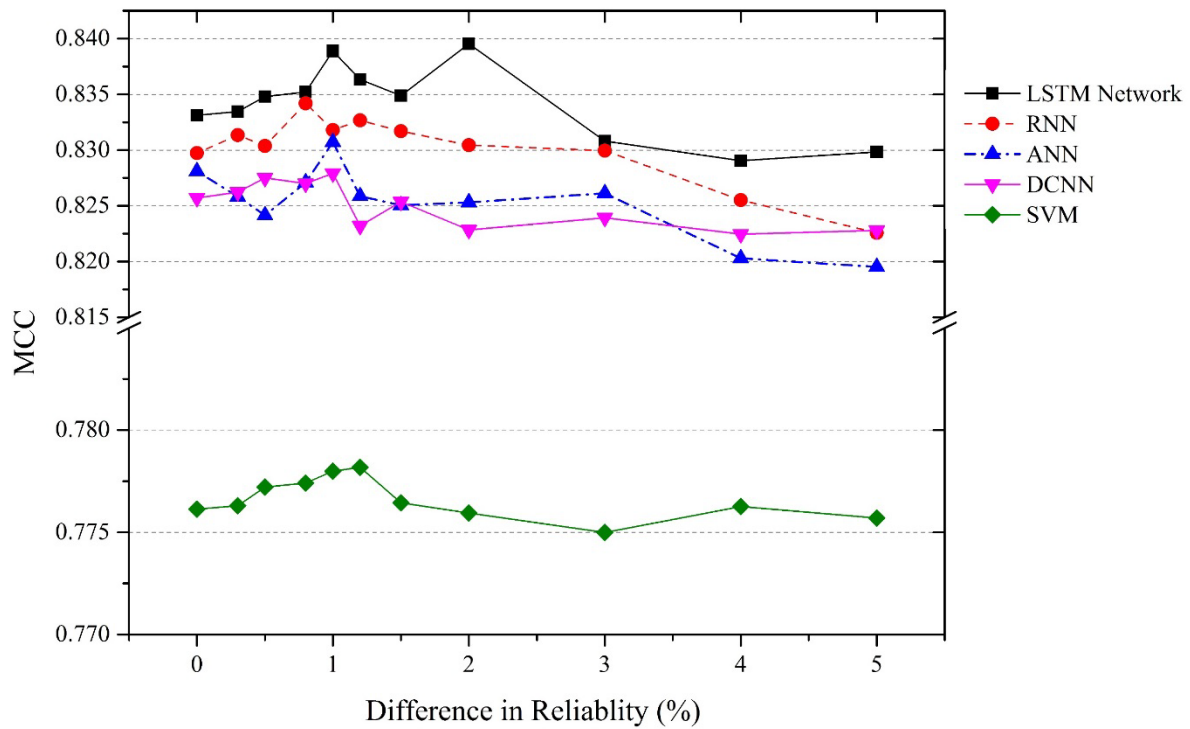 0.840
0.835
0.830
0.825
0.820
0.815
0.780
0.775
0.770
MCC
0
1
2
3
4
5
Difference in Reliablity (%)
LSTM Network
RNN
ANN
DCNN
SVM